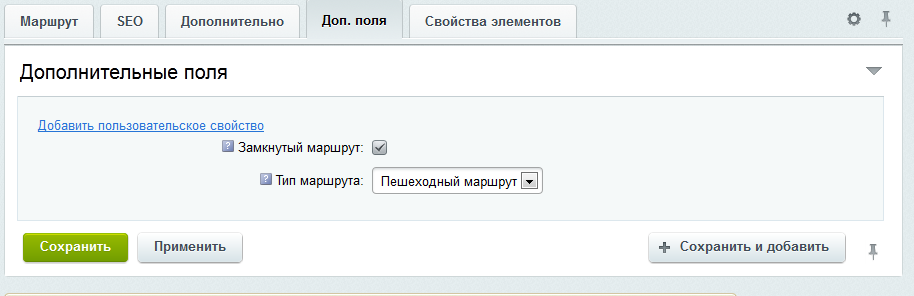 Маршрут SEO Дополнительно Доп. поля Свойства элементов
Дополнительные поля
Добавить пользовательское свойство
? Замкнутый маршрут:
? Тип маршрута: Пешеходный маршрут
Сохранить Применить + Сохранить и добавить